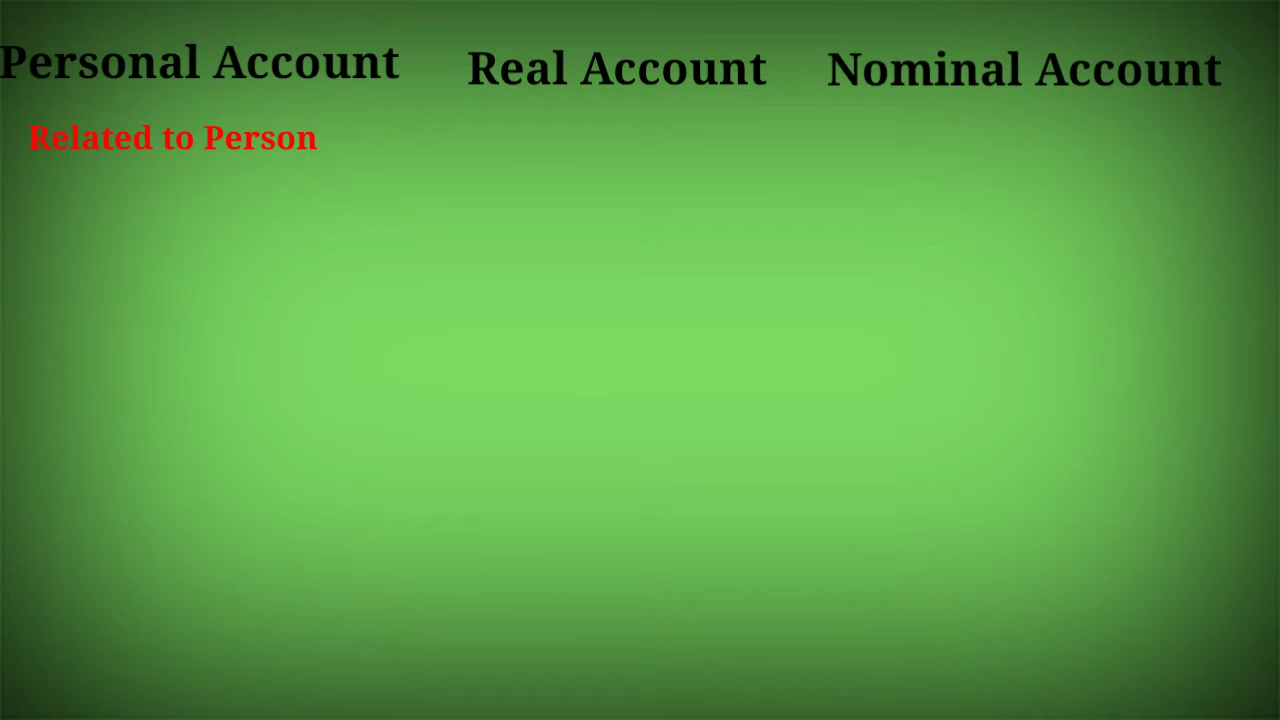 Personal Account
Real Account
Nominal Account
Related to Person